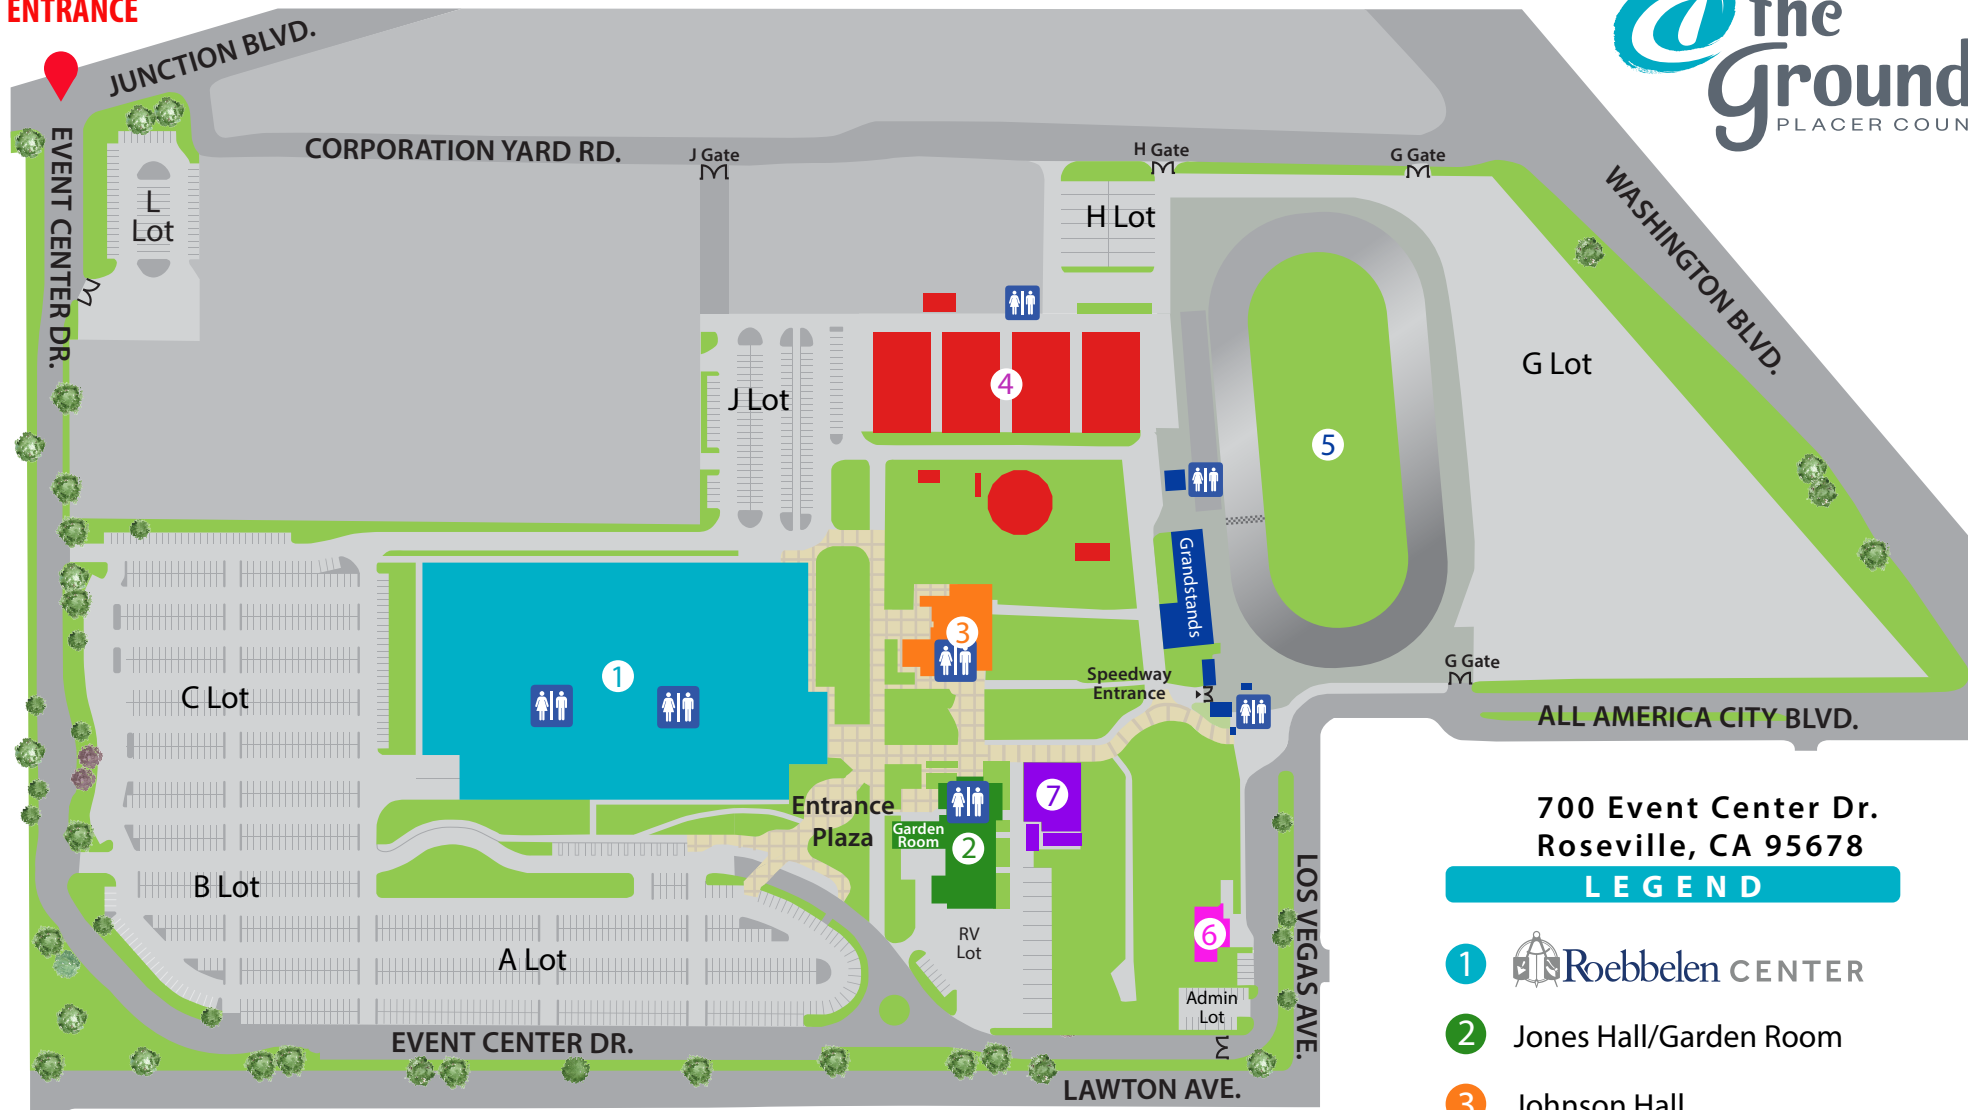 ENTRANCE
the
Ground
PLACER COUN
JUNCTION BLVD.
EVENT CENTER DR.
CORPORATION YARD RD.
J Gate
H Gate
G Gate
WASHINGTON BLVD.
L
Lot
H Lot
G Lot
J Lot
4
5
Grandstands
3
Speedway
Entrance
G Gate
1
C Lot
ALL AMERICA CITY BLVD.
Entrance
Plaza
7
Garden
Room
2
B Lot
A Lot
RV
Lot
6
Admin
Lot
LOS VEGAS AVE.
EVENT CENTER DR.
LAWTON AVE.
700 Event Center Dr.
Roseville, CA 95678
LEGEND
1 Roebbelen CENTER
2 Jones Hall/Garden Room
3 Johnson Hall